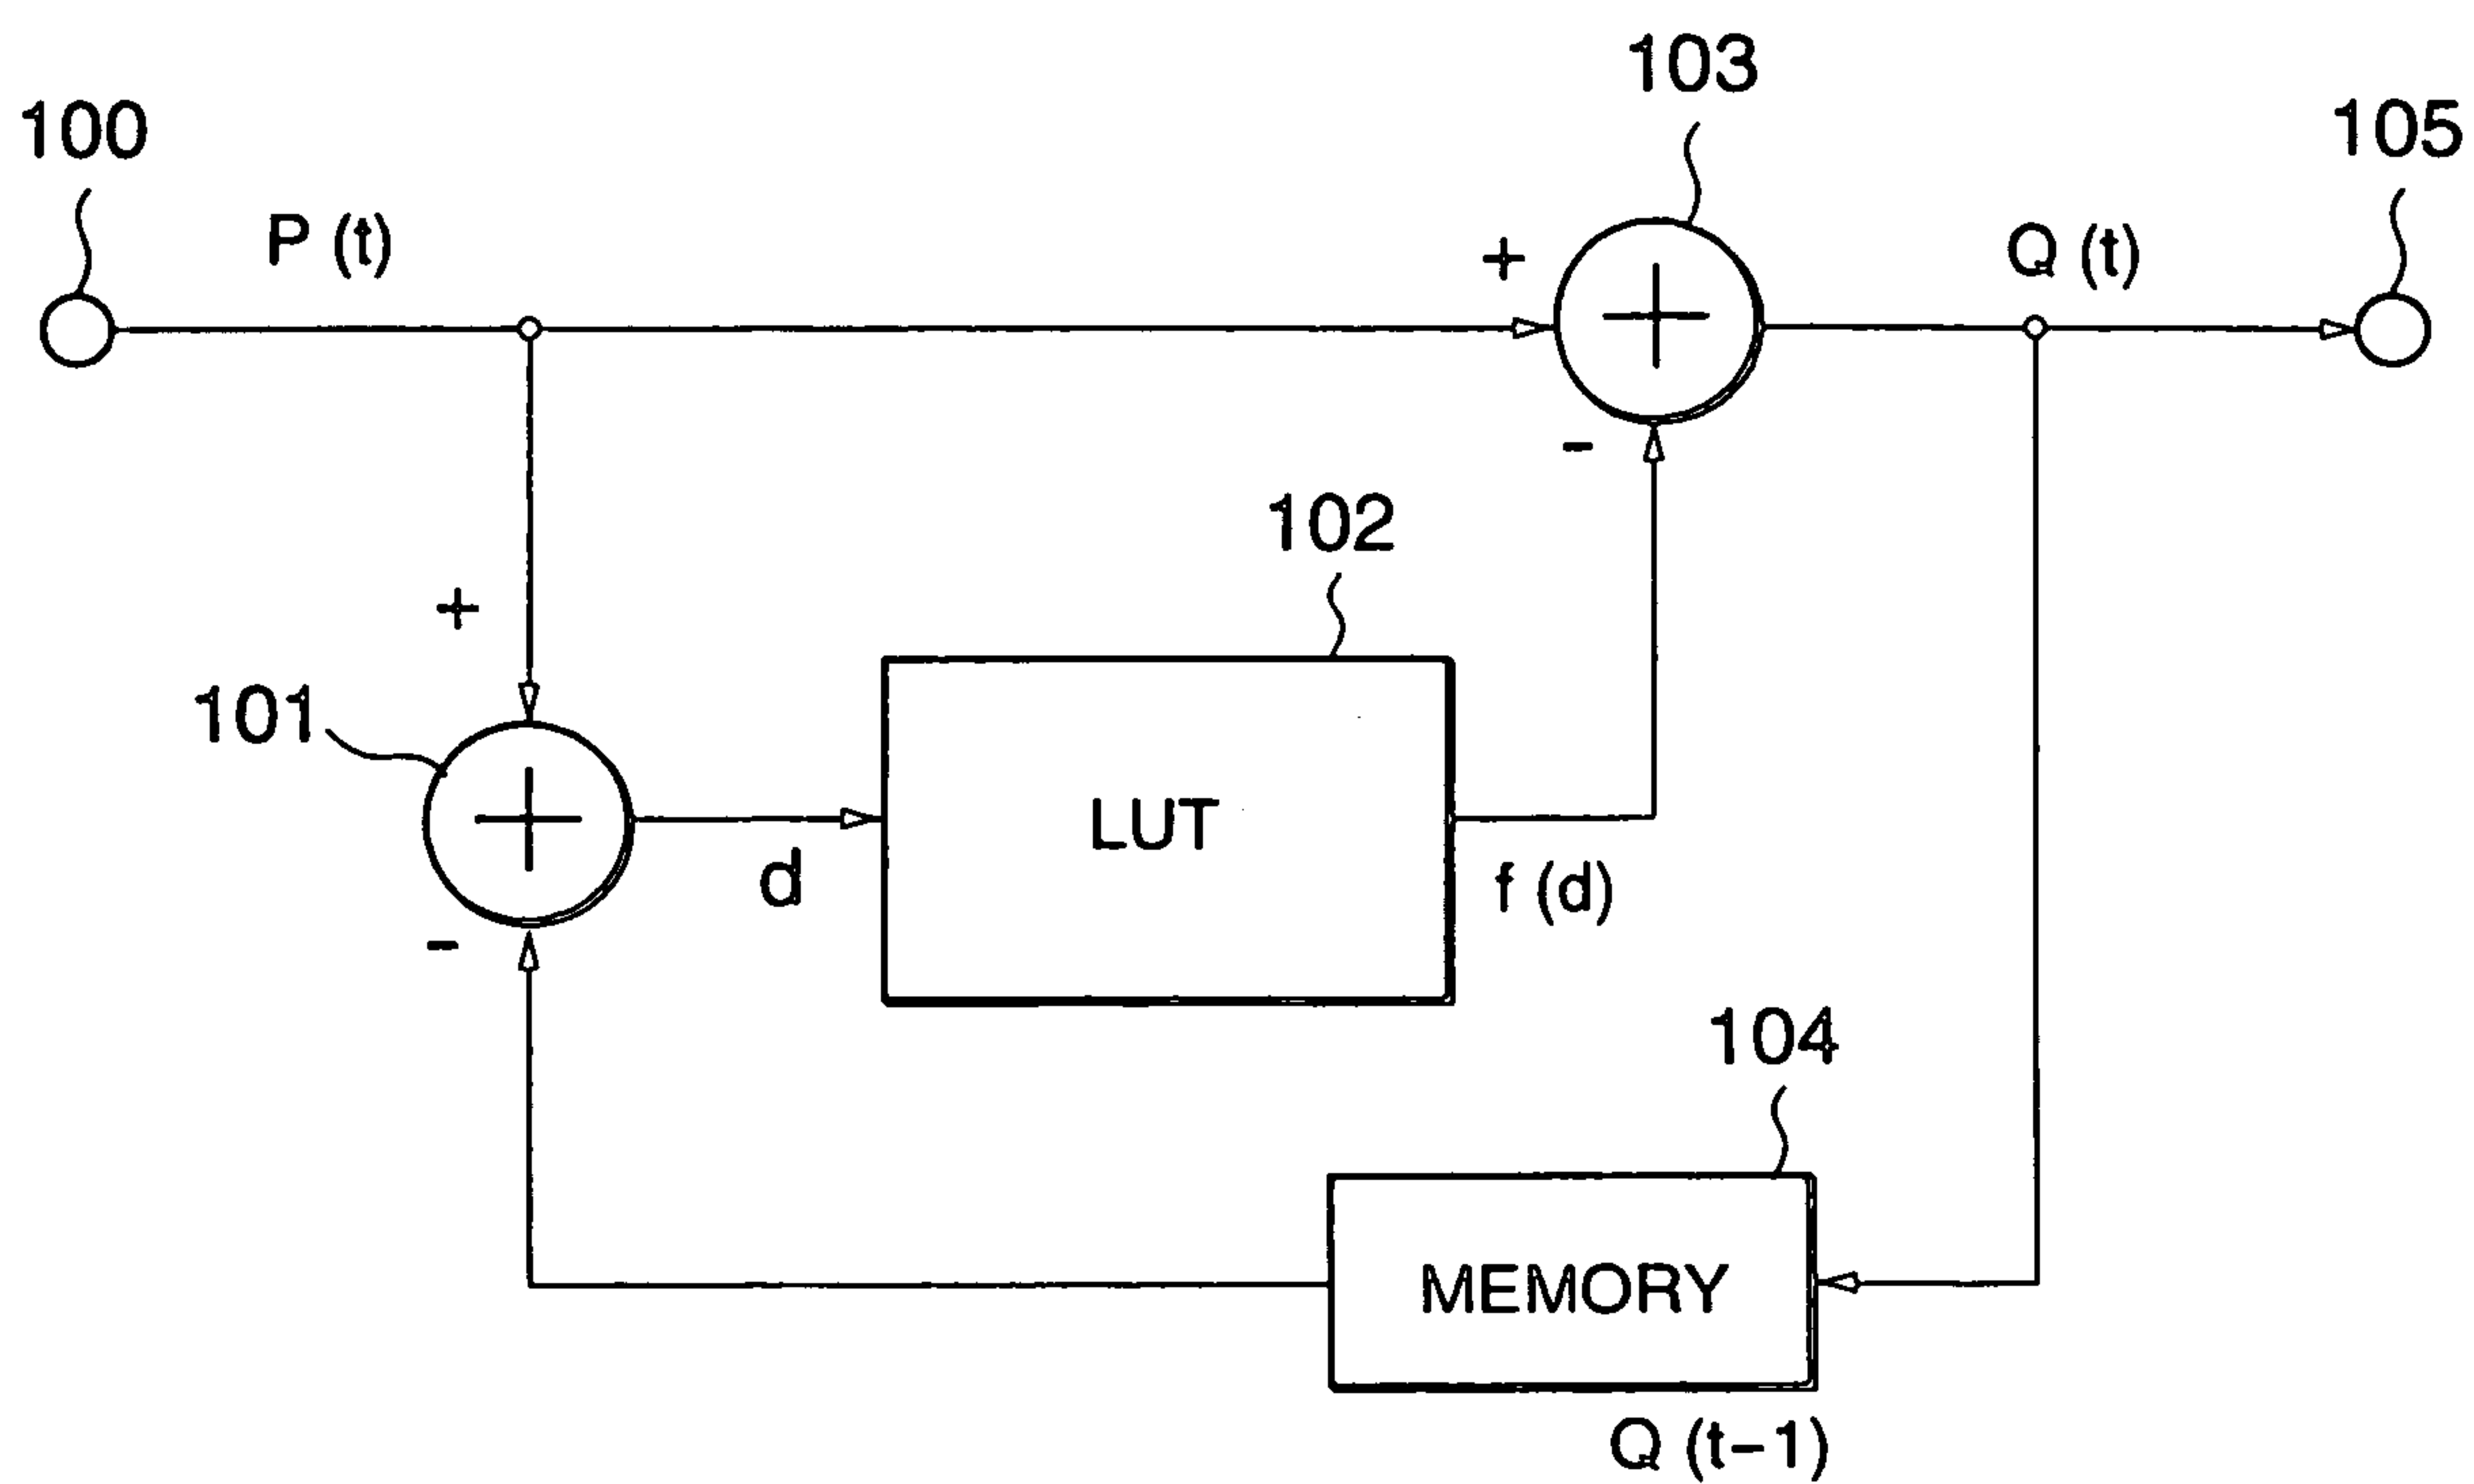 103
100
105
P (t)
+
Q (t)
-
102
+
101
LUT
d
f (d)
-
104
MEMORY
Q (t-1)